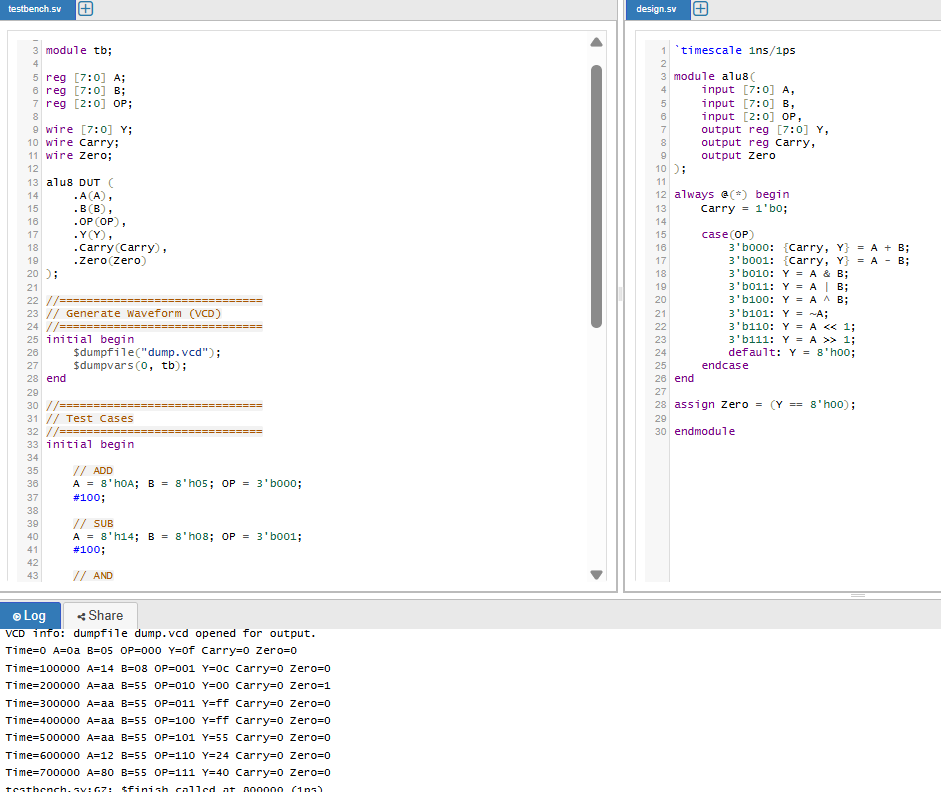 testbench.sv
3 module tb;
4
5 reg [7:0] A;
6 reg [7:0] B;
7 reg [2:0] OP;
8
9 wire [7:0] Y;
10 wire Carry;
11 wire Zero;
12
13 alu8 DUT (
14     .A(A),
15     .B(B),
16     .OP(OP),
17     .Y(Y),
18     .Carry(Carry),
19     .Zero(Zero)
20 );
21
22 //==============================
23 // Generate Waveform (VCD)
24 //==============================
25 initial begin
26     $dumpfile("dump.vcd");
27     $dumpvars(0, tb);
28 end
29
30 //==============================
31 // Test Cases
32 //==============================
33 initial begin
34
35     // ADD
36     A = 8'h0A; B = 8'h05; OP = 3'b000;
37     #100;
38
39     // SUB
40     A = 8'h14; B = 8'h08; OP = 3'b001;
41     #100;
42
43     // AND
design.sv
1 `timescale 1ns/1ps
2
3 module alu8(
4     input [7:0] A,
5     input [7:0] B,
6     input [2:0] OP,
7     output reg [7:0] Y,
8     output reg Carry,
9     output Zero
10 );
11
12 always @(*) begin
13     Carry = 1'b0;
14
15     case(OP)
16         3'b000: {Carry, Y} = A + B;
17         3'b001: {Carry, Y} = A - B;
18         3'b010: Y = A & B;
19         3'b011: Y = A | B;
20         3'b100: Y = A ^ B;
21         3'b101: Y = ~A;
22         3'b110: Y = A << 1;
23         3'b111: Y = A >> 1;
24         default: Y = 8'h00;
25     endcase
26 end
27
28 assign Zero = (Y == 8'h00);
29
30 endmodule
Log
Share
VCD info: dumpfile dump.vcd opened for output.
Time=0 A=0a B=05 OP=000 Y=0f Carry=0 Zero=0
Time=100000 A=14 B=08 OP=001 Y=0c Carry=0 Zero=0
Time=200000 A=aa B=55 OP=010 Y=00 Carry=0 Zero=1
Time=300000 A=aa B=55 OP=011 Y=ff Carry=0 Zero=0
Time=400000 A=aa B=55 OP=100 Y=ff Carry=0 Zero=0
Time=500000 A=aa B=55 OP=101 Y=55 Carry=0 Zero=0
Time=600000 A=12 B=55 OP=110 Y=24 Carry=0 Zero=0
Time=700000 A=80 B=55 OP=111 Y=40 Carry=0 Zero=0
testbench.sv:67: $finish called at 800000 (1ps)